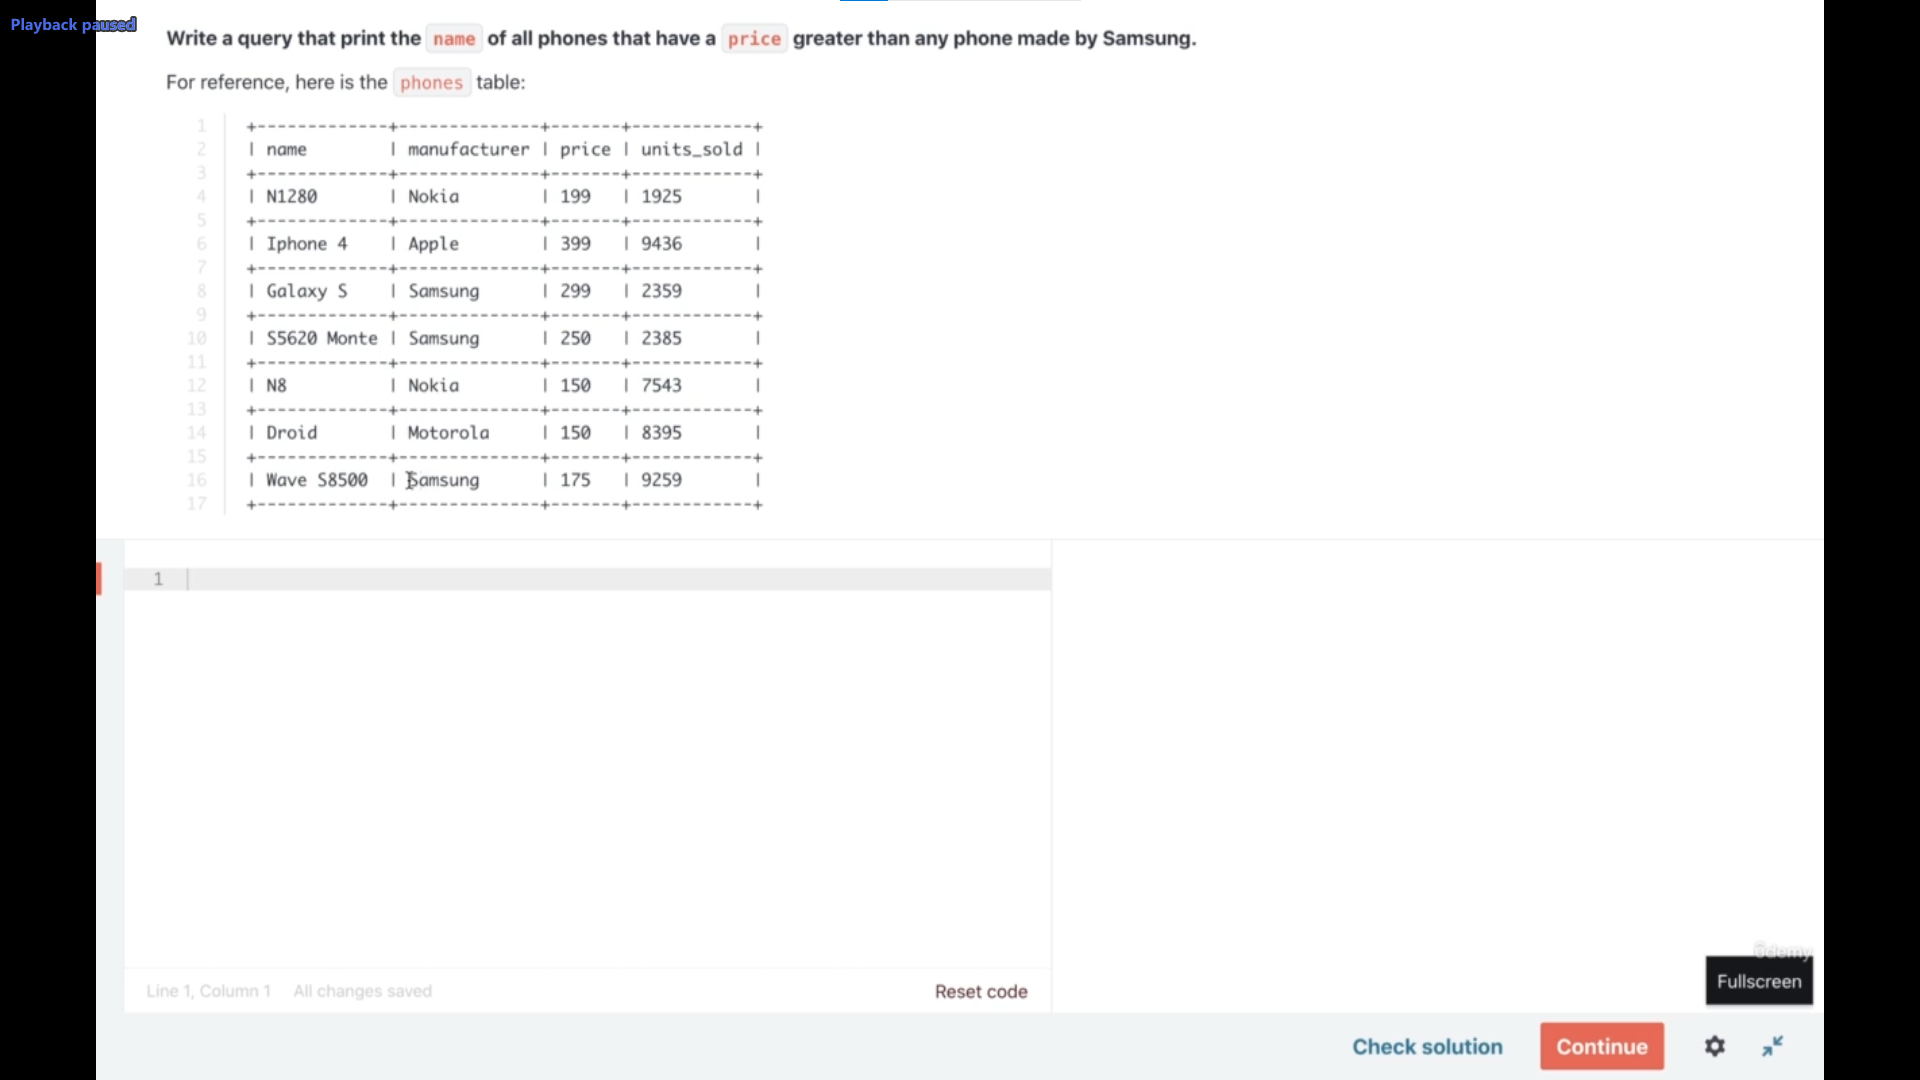 Playback paused
Write a query that print the name of all phones that have a price greater than any phone made by Samsung.
For reference, here is the phones table:
1 +-------------+--------------+-------+------------+
2 | name | manufacturer | price | units_sold |
3 +-------------+--------------+-------+------------+
4 | N1280 | Nokia | 199 | 1925 |
5 +-------------+--------------+-------+------------+
6 | Iphone 4 | Apple | 399 | 9436 |
7 +-------------+--------------+-------+------------+
8 | Galaxy S | Samsung | 299 | 2359 |
9 +-------------+--------------+-------+------------+
10 | S5620 Monte | Samsung | 250 | 2385 |
11 +-------------+--------------+-------+------------+
12 | N8 | Nokia | 150 | 7543 |
13 +-------------+--------------+-------+------------+
14 | Droid | Motorola | 150 | 8395 |
15 +-------------+--------------+-------+------------+
16 | Wave S8500 | Samsung | 175 | 9259 |
17 +-------------+--------------+-------+------------+
1
Udemy
Fullscreen
Line 1, Column 1 All changes saved Reset code
Check solution Continue